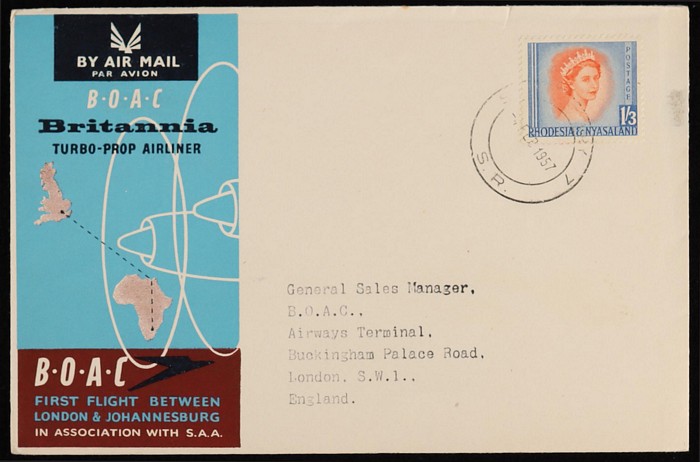 BY AIR MAIL
PAR AVION
B·O·A·C
Britannia
TURBO-PROP AIRLINER
B·O·A·C
FIRST FLIGHT BETWEEN
LONDON & JOHANNESBURG
IN ASSOCIATION WITH S.A.A.
POSTAGE
1/3
RHODESIA & NYASALAND
1957
S.R.
7
General Sales Manager,
B.O.A.C.,
Airways Terminal,
Buckingham Palace Road,
London, S.W.1.,
England.